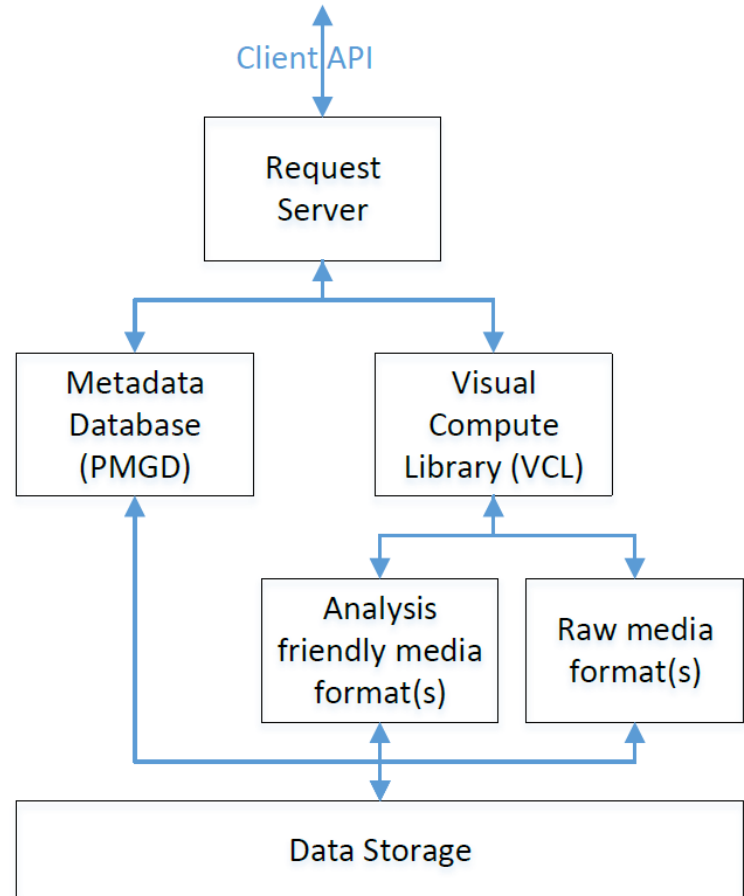 Client API
Request
Server
Metadada
Database
(PMGD)
Visual
Compute
Library (VCL)
Analysis
friendly media
format(s)
Raw media
format(s)
Data Storage